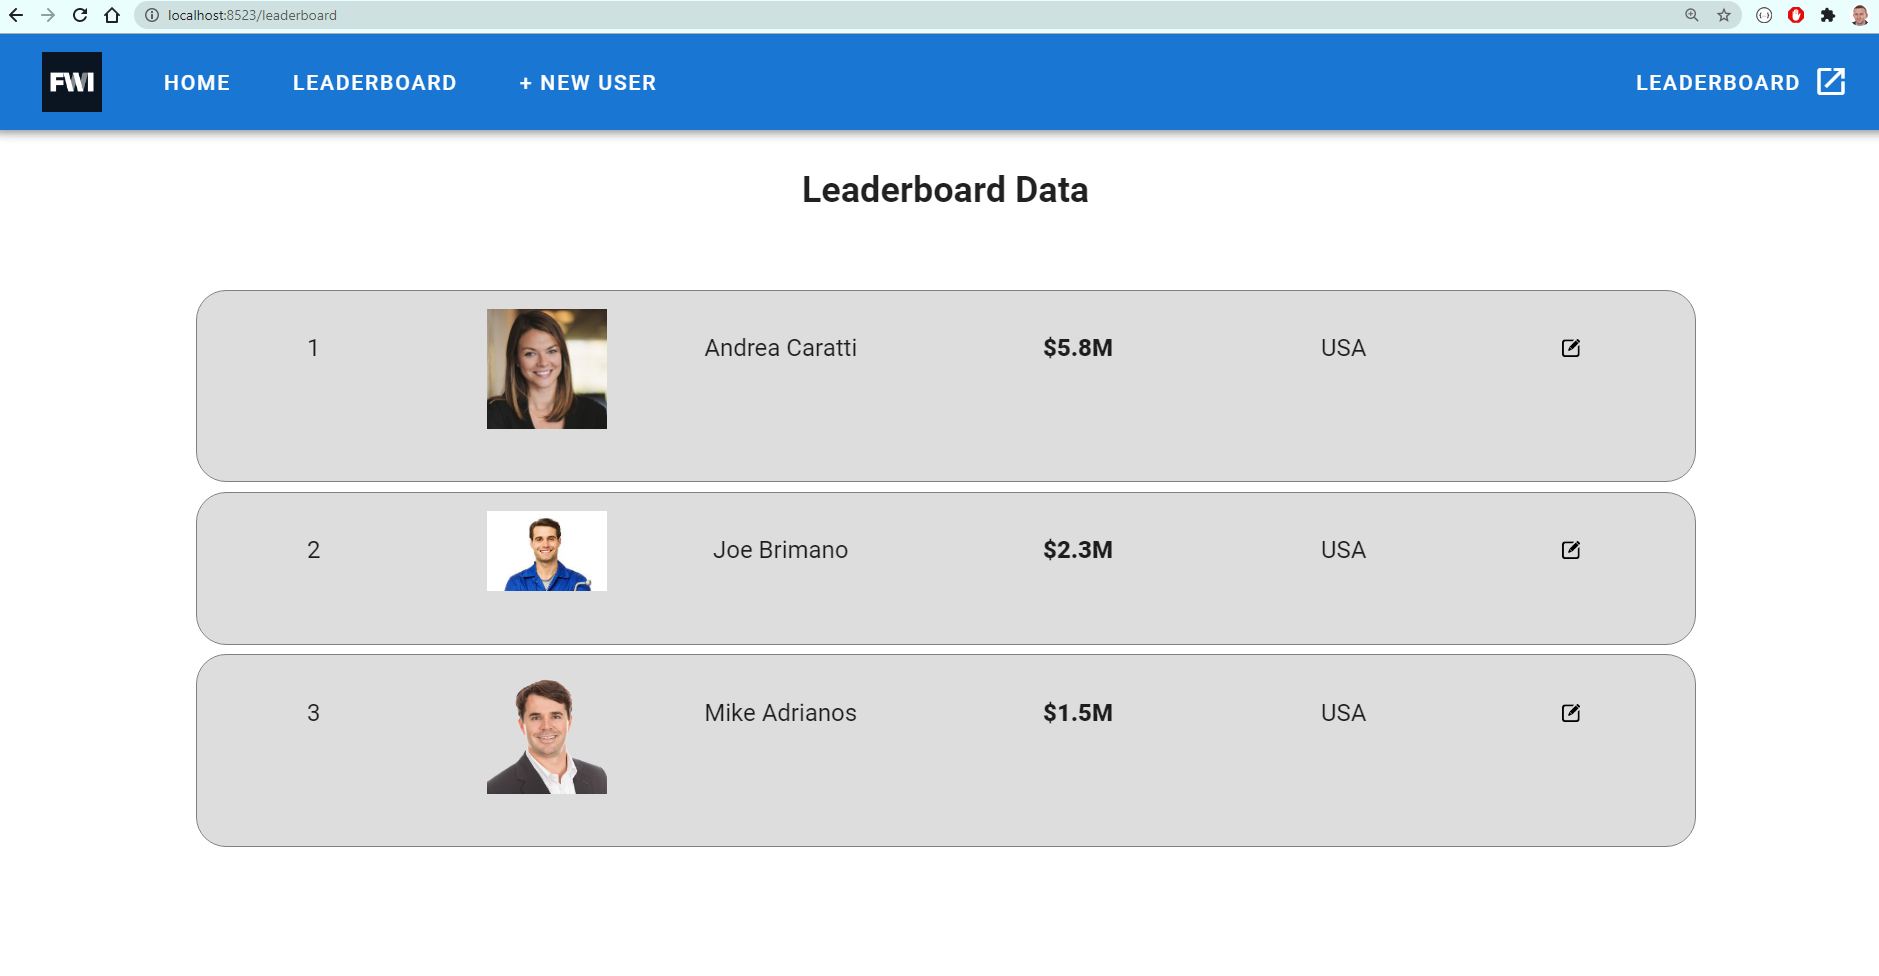 localhost:8523/leaderboard
FWI
HOME
LEADERBOARD
+ NEW USER
LEADERBOARD
Leaderboard Data
1
Andrea Caratti
$5.8M
USA
2
Joe Brimano
$2.3M
USA
3
Mike Adrianos
$1.5M
USA